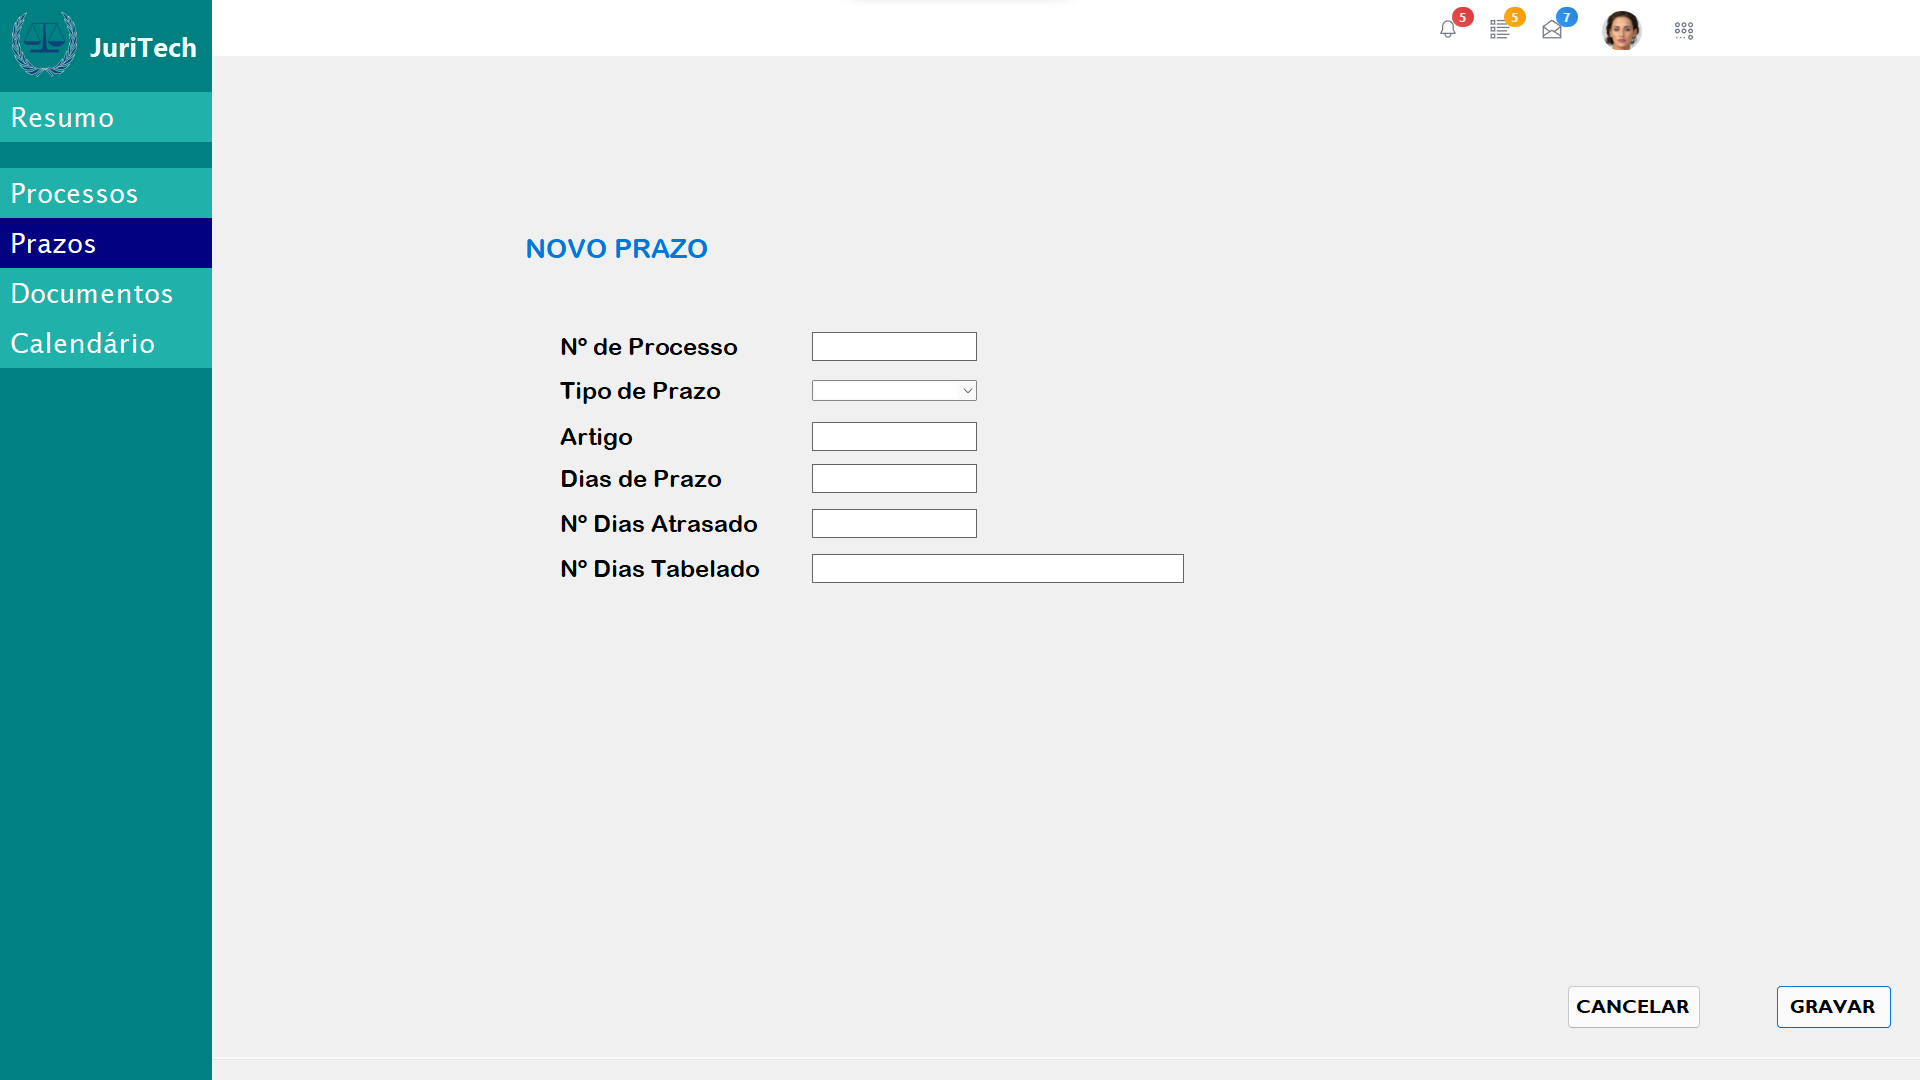 JuriTech
5
5
7
Resumo
Processos
Prazos
Documentos
Calendário
NOVO PRAZO
Nº de Processo
Tipo de Prazo
Artigo
Dias de Prazo
Nº Dias Atrasado
Nº Dias Tabelado
CANCELAR
GRAVAR